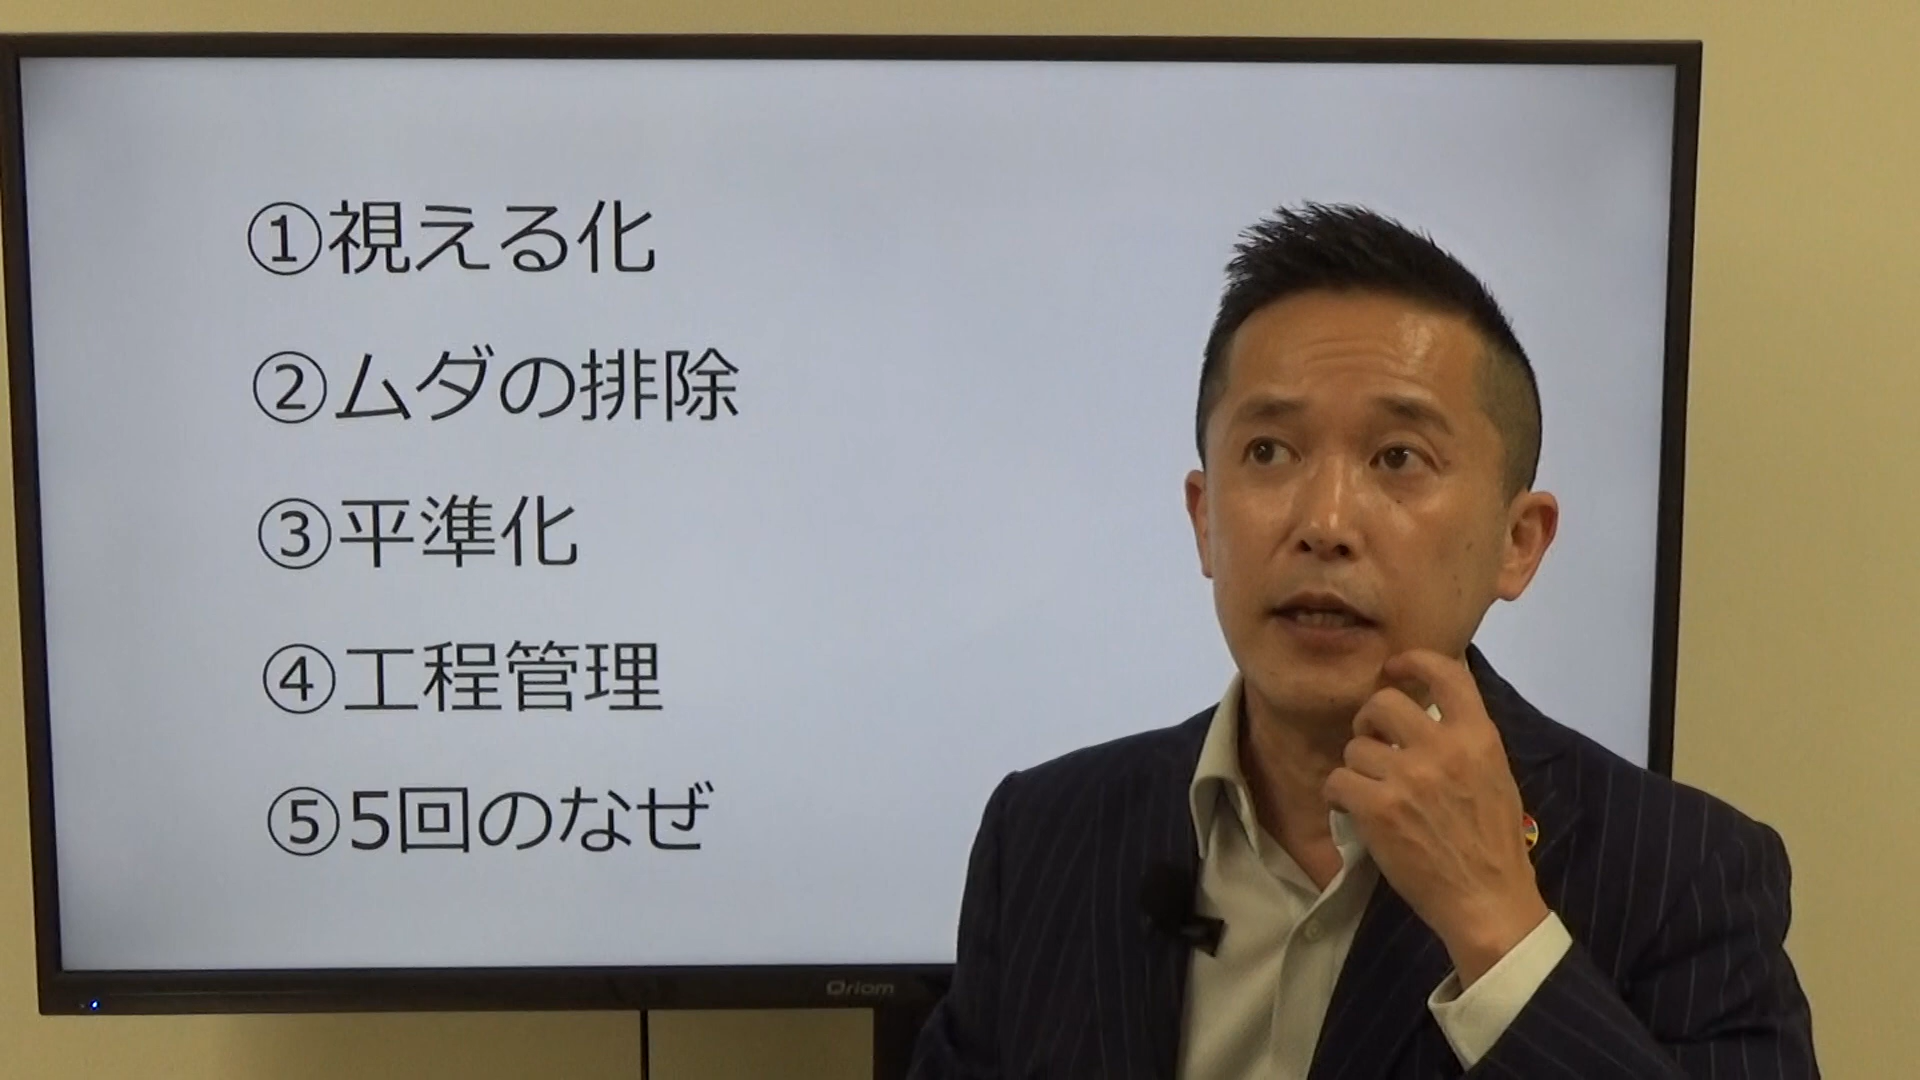 ①視える化
②ムダの排除
③平準化
④工程管理
⑤5回のなぜ
Qriom